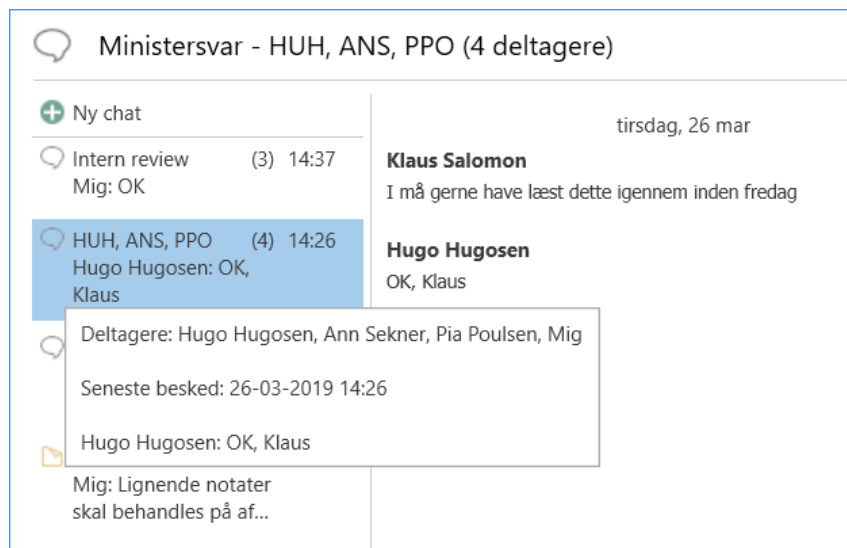 Ministersvar - HUH, ANS, PPO (4 deltagere)
Ny chat
Intern review (3) 14:37
Mig: OK
HUH, ANS, PPO (4) 14:26
Hugo Hugosen: OK,
Klaus
Deltagere: Hugo Hugosen, Ann Sekner, Pia Poulsen, Mig
Seneste besked: 26-03-2019 14:26
Hugo Hugosen: OK, Klaus
Mig: Lignende notater
skal behandles på af...
tirsdag, 26 mar
Klaus Salomon
I må gerne have læst dette igennem inden fredag
Hugo Hugosen
OK, Klaus